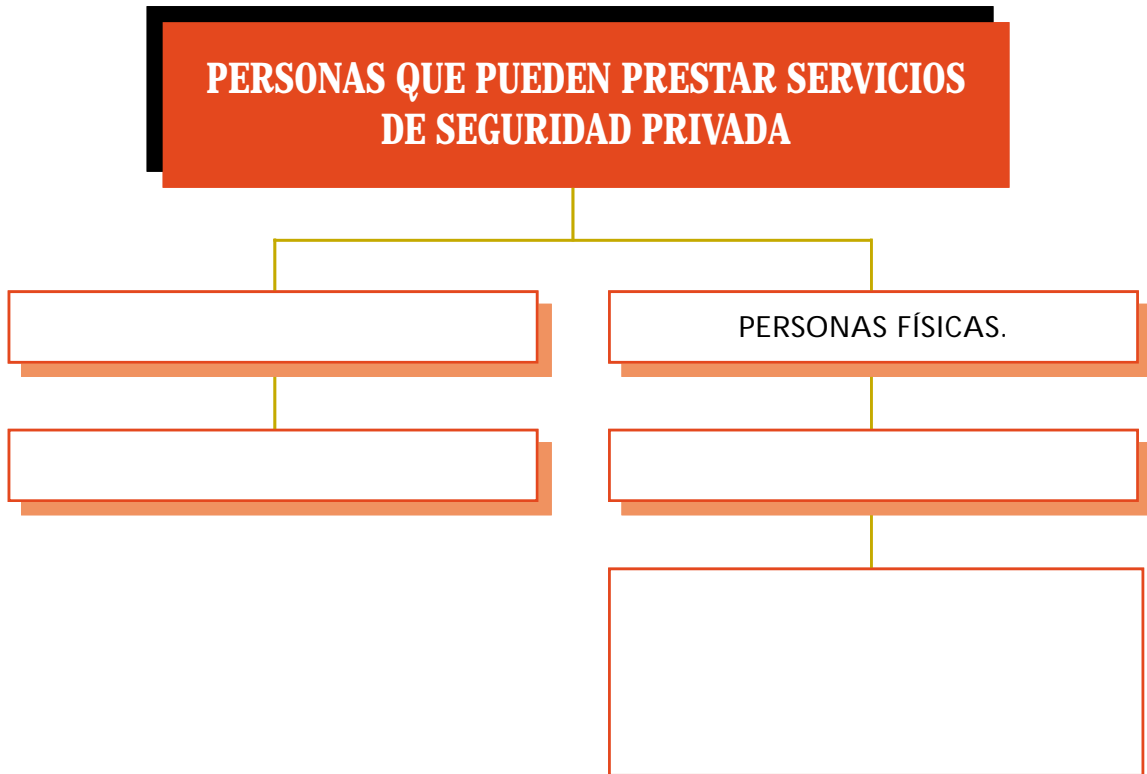 PERSONAS QUE PUEDEN PRESTAR SERVICIOS
DE SEGURIDAD PRIVADA
PERSONAS FÍSICAS.